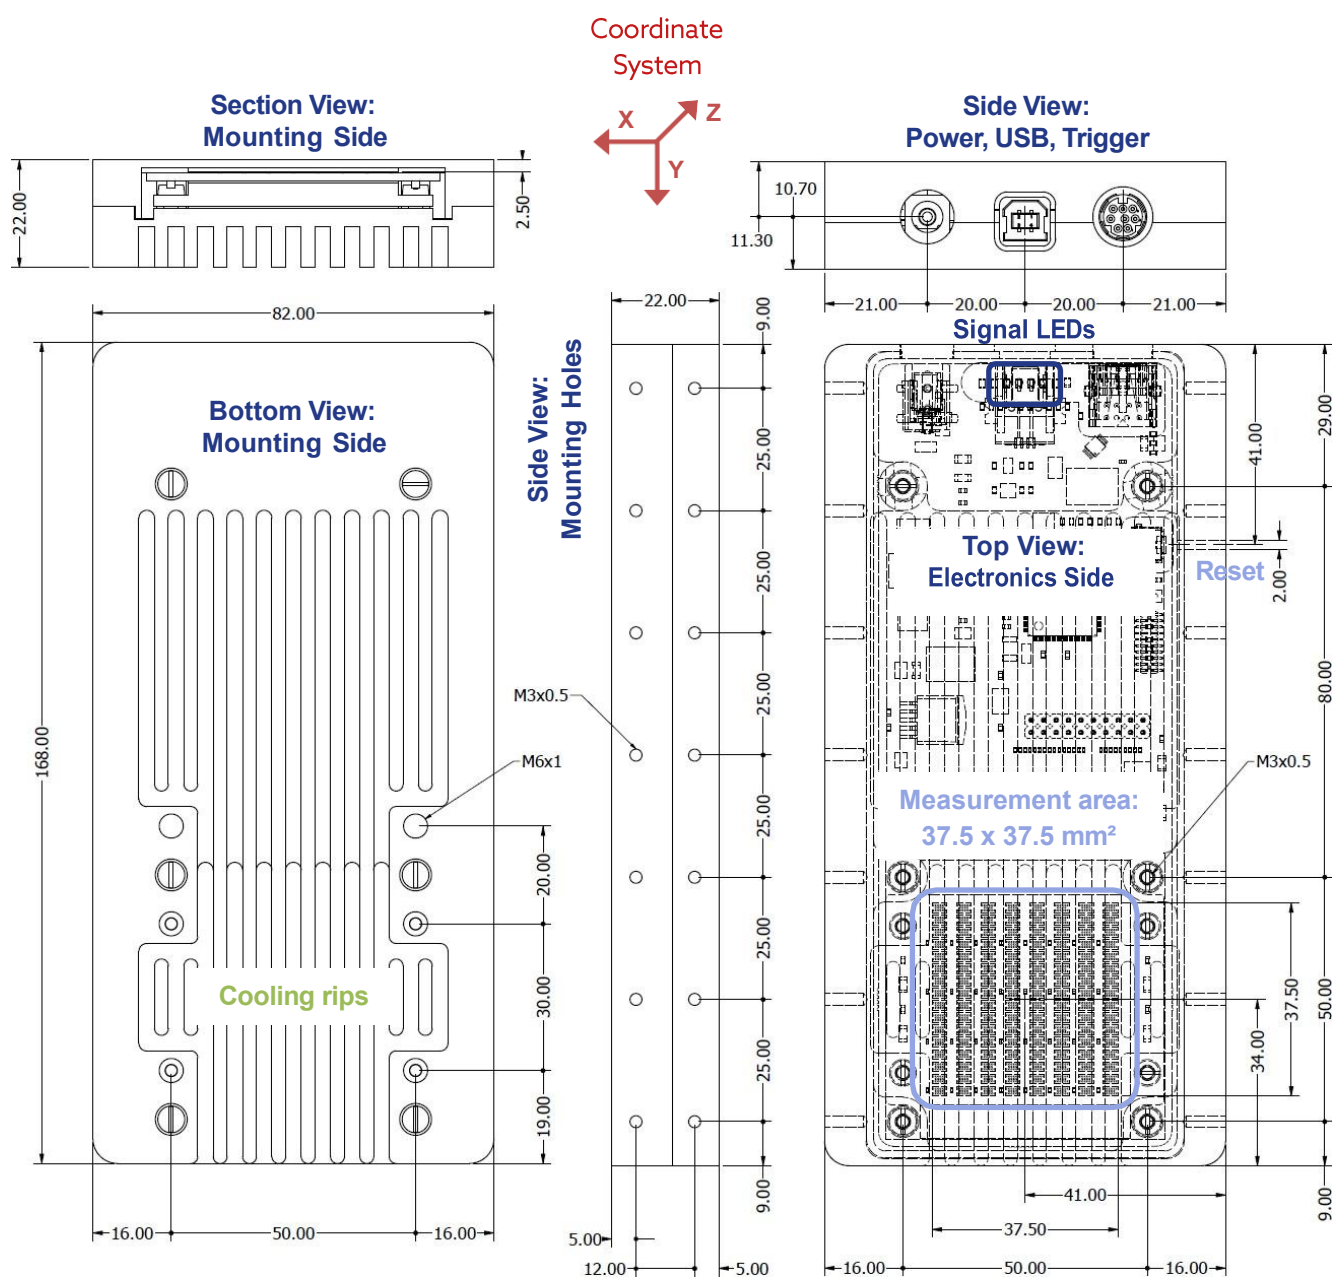 Coordinate
System
X
Z
Y
Section View:
Mounting Side
22.00
2.50
Side View:
Power, USB, Trigger
10.70
11.30
21.00
20.00
20.00
21.00
82.00
168.00
Bottom View:
Mounting Side
Cooling rips
M6x1
20.00
30.00
19.00
16.00
50.00
16.00
Side View:
Mounting Holes
22.00
9.00
25.00
25.00
25.00
25.00
25.00
25.00
9.00
M3x0.5
5.00
12.00
5.00
Signal LEDs
Top View:
Electronics Side
41.00
29.00
Reset
2.00
80.00
M3x0.5
Measurement area:
37.5 x 37.5 mm²
37.50
50.00
34.00
9.00
41.00
37.50
16.00
50.00
16.00